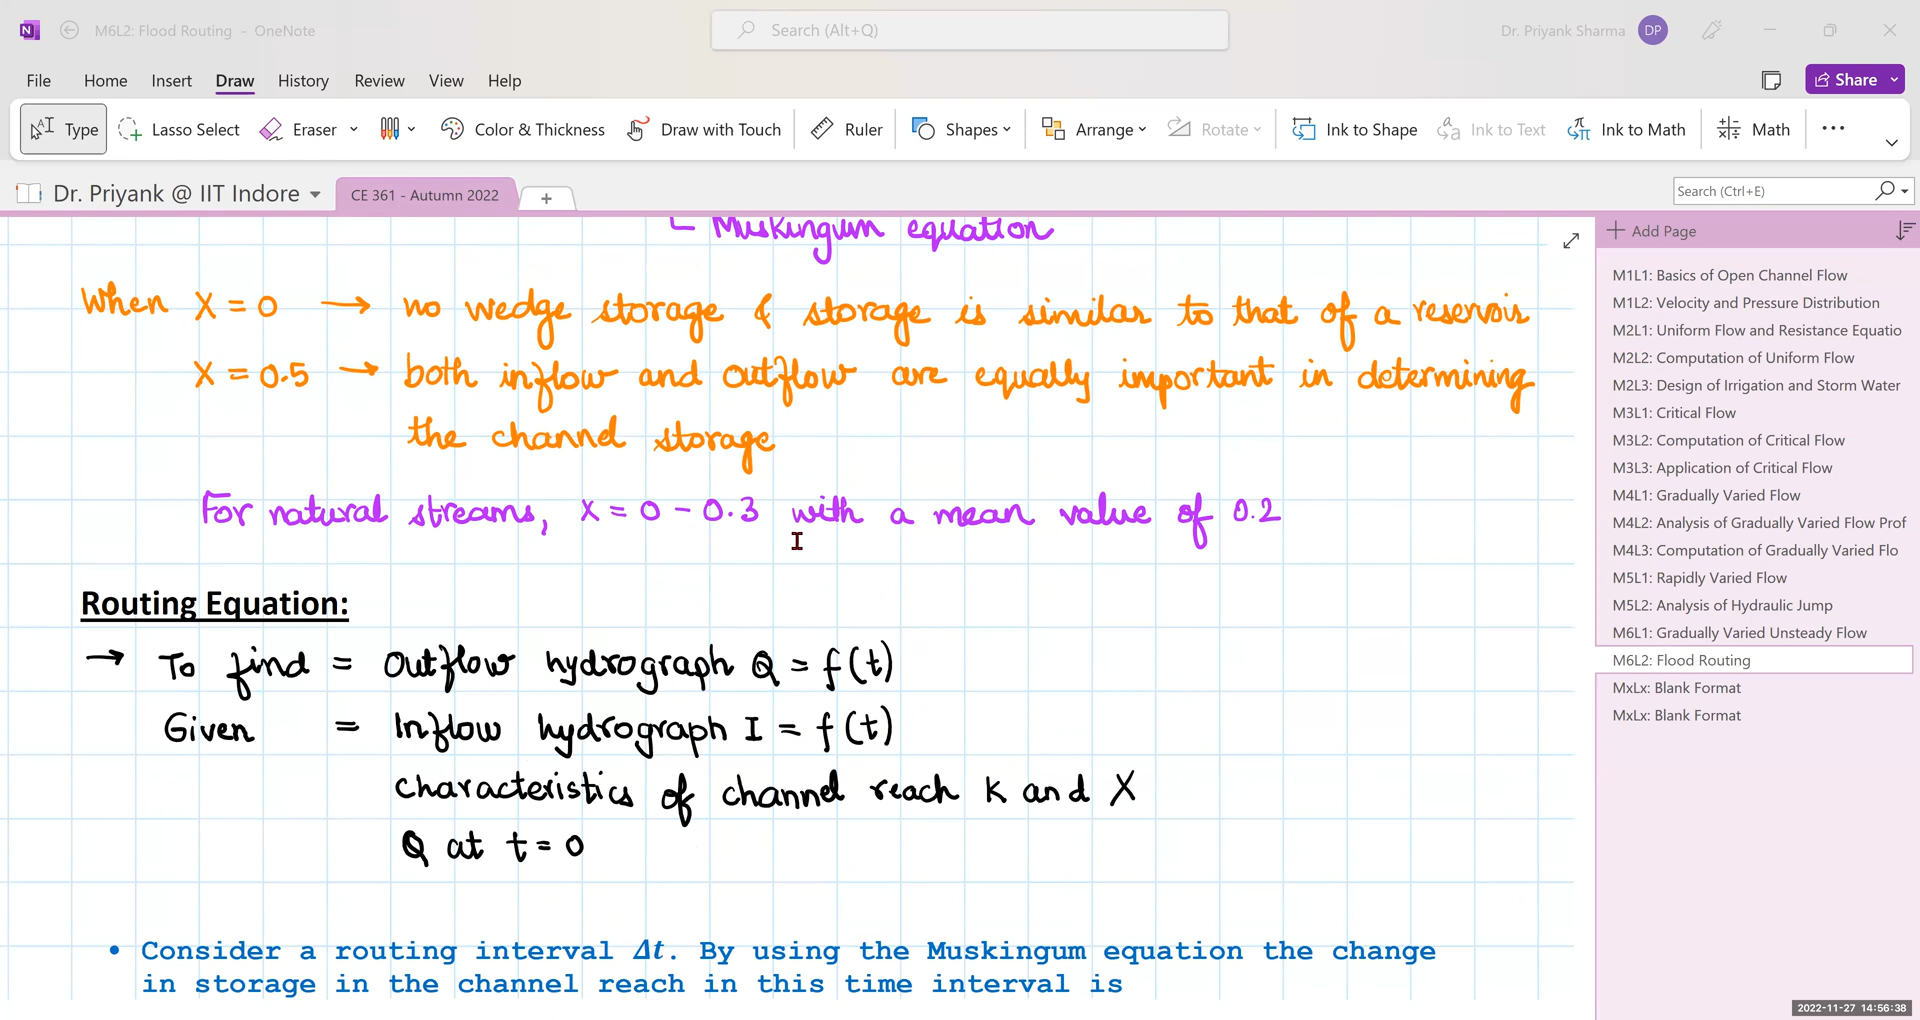 M6L2: Flood Routing - OneNote
Search (Alt+Q)
Dr. Priyank Sharma DP
File Home Insert Draw History Review View Help
Share
Type Lasso Select Eraser Color & Thickness Draw with Touch Ruler Shapes Arrange Rotate Ink to Shape Ink to Text Ink to Math Math
Dr. Priyank @ IIT Indore
CE 361 - Autumn 2022
Search (Ctrl+E)
Muskingum equation
When X = 0 → no wedge storage & storage is similar to that of a reservoir
X = 0.5 → both inflow and outflow are equally important in determining
the channel storage
For natural streams, X = 0 - 0.3 with a mean value of 0.2
Routing Equation:
→ To find = Outflow hydrograph Q = f(t)
Given = Inflow hydrograph I = f(t)
characteristics of channel reach K and X
Q at t = 0
• Consider a routing interval Δt. By using the Muskingum equation the change
in storage in the channel reach in this time interval is
Add Page
M1L1: Basics of Open Channel Flow
M1L2: Velocity and Pressure Distribution
M2L1: Uniform Flow and Resistance Equatio
M2L2: Computation of Uniform Flow
M2L3: Design of Irrigation and Storm Water
M3L1: Critical Flow
M3L2: Computation of Critical Flow
M3L3: Application of Critical Flow
M4L1: Gradually Varied Flow
M4L2: Analysis of Gradually Varied Flow Prof
M4L3: Computation of Gradually Varied Flo
M5L1: Rapidly Varied Flow
M5L2: Analysis of Hydraulic Jump
M6L1: Gradually Varied Unsteady Flow
M6L2: Flood Routing
MxLx: Blank Format
MxLx: Blank Format
2022-11-27 14:56:38